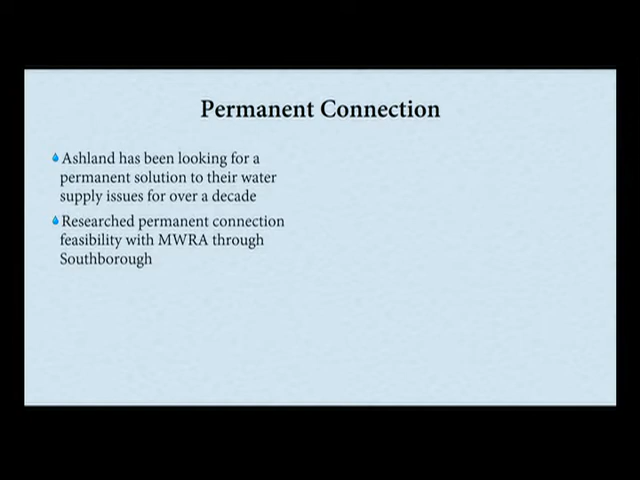 Permanent Connection
Ashland has been looking for a
permanent solution to their water
supply issues for over a decade
Researched permanent connection
feasibility with MWRA through
Southborough